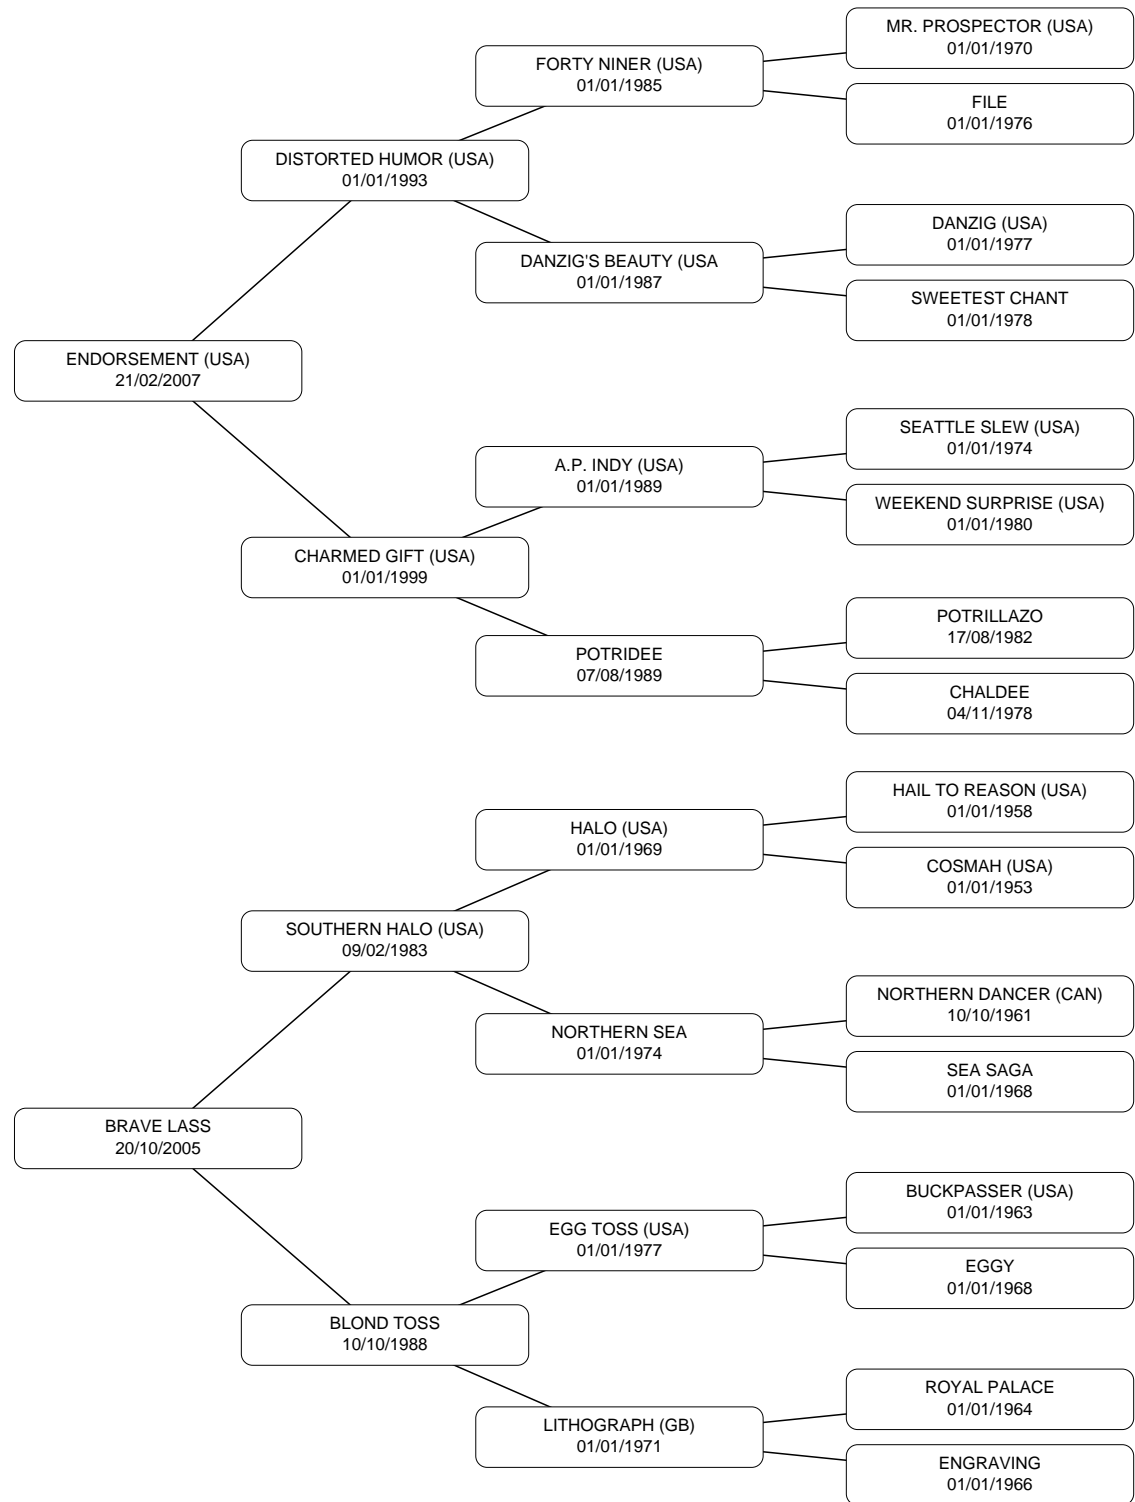 MR. PROSPECTOR (USA)
01/01/1970
FORTY NINER (USA)
01/01/1985
FILE
01/01/1976
DISTORTED HUMOR (USA)
01/01/1993
DANZIG (USA)
01/01/1977
DANZIG'S BEAUTY (USA
01/01/1987
SWEETEST CHANT
01/01/1978
ENDORSEMENT (USA)
21/02/2007
SEATTLE SLEW (USA)
01/01/1974
A.P. INDY (USA)
01/01/1989
WEEKEND SURPRISE (USA)
01/01/1980
CHARMED GIFT (USA)
01/01/1999
POTRILLAZO
17/08/1982
POTRIDEE
07/08/1989
CHALDEE
04/11/1978
HAIL TO REASON (USA)
01/01/1958
HALO (USA)
01/01/1969
COSMAH (USA)
01/01/1953
SOUTHERN HALO (USA)
09/02/1983
NORTHERN DANCER (CAN)
10/10/1961
NORTHERN SEA
01/01/1974
SEA SAGA
01/01/1968
BRAVE LASS
20/10/2005
BUCKPASSER (USA)
01/01/1963
EGG TOSS (USA)
01/01/1977
EGGY
01/01/1968
BLOND TOSS
10/10/1988
ROYAL PALACE
01/01/1964
LITHOGRAPH (GB)
01/01/1971
ENGRAVING
01/01/1966